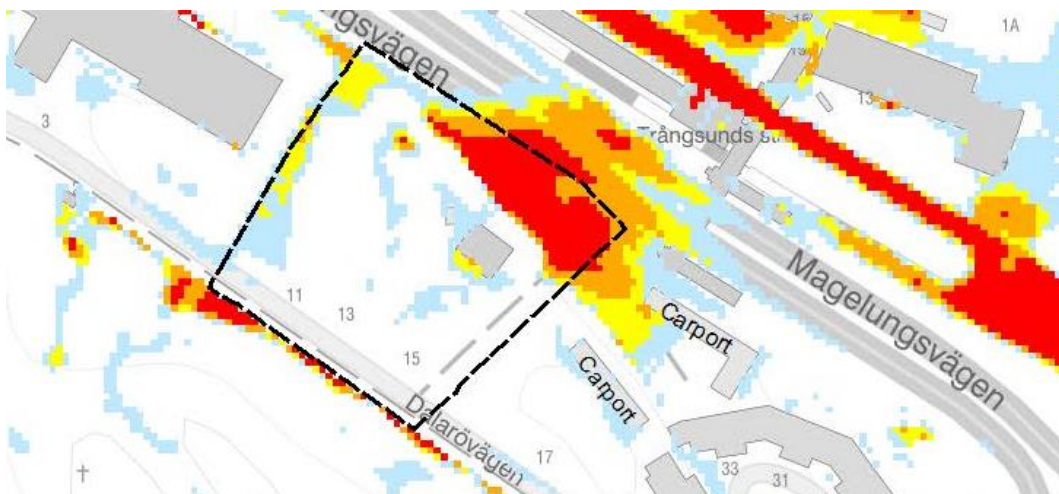 ngsvägen
1A
13
Trångsunds st
3
11
13
15
Magelungsvägen
Carport
Carport
Dalarövägen
17
33
31